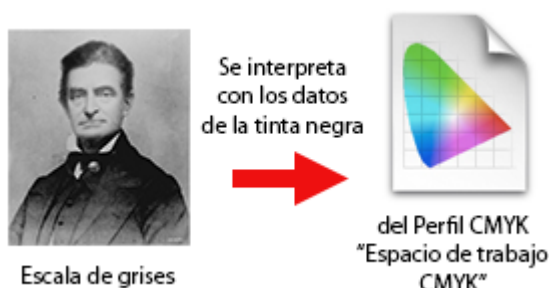 Se interpreta
con los datos
de la tinta negra
Escala de grises
del Perfil CMYK
“Espacio de trabajo
CMYK”